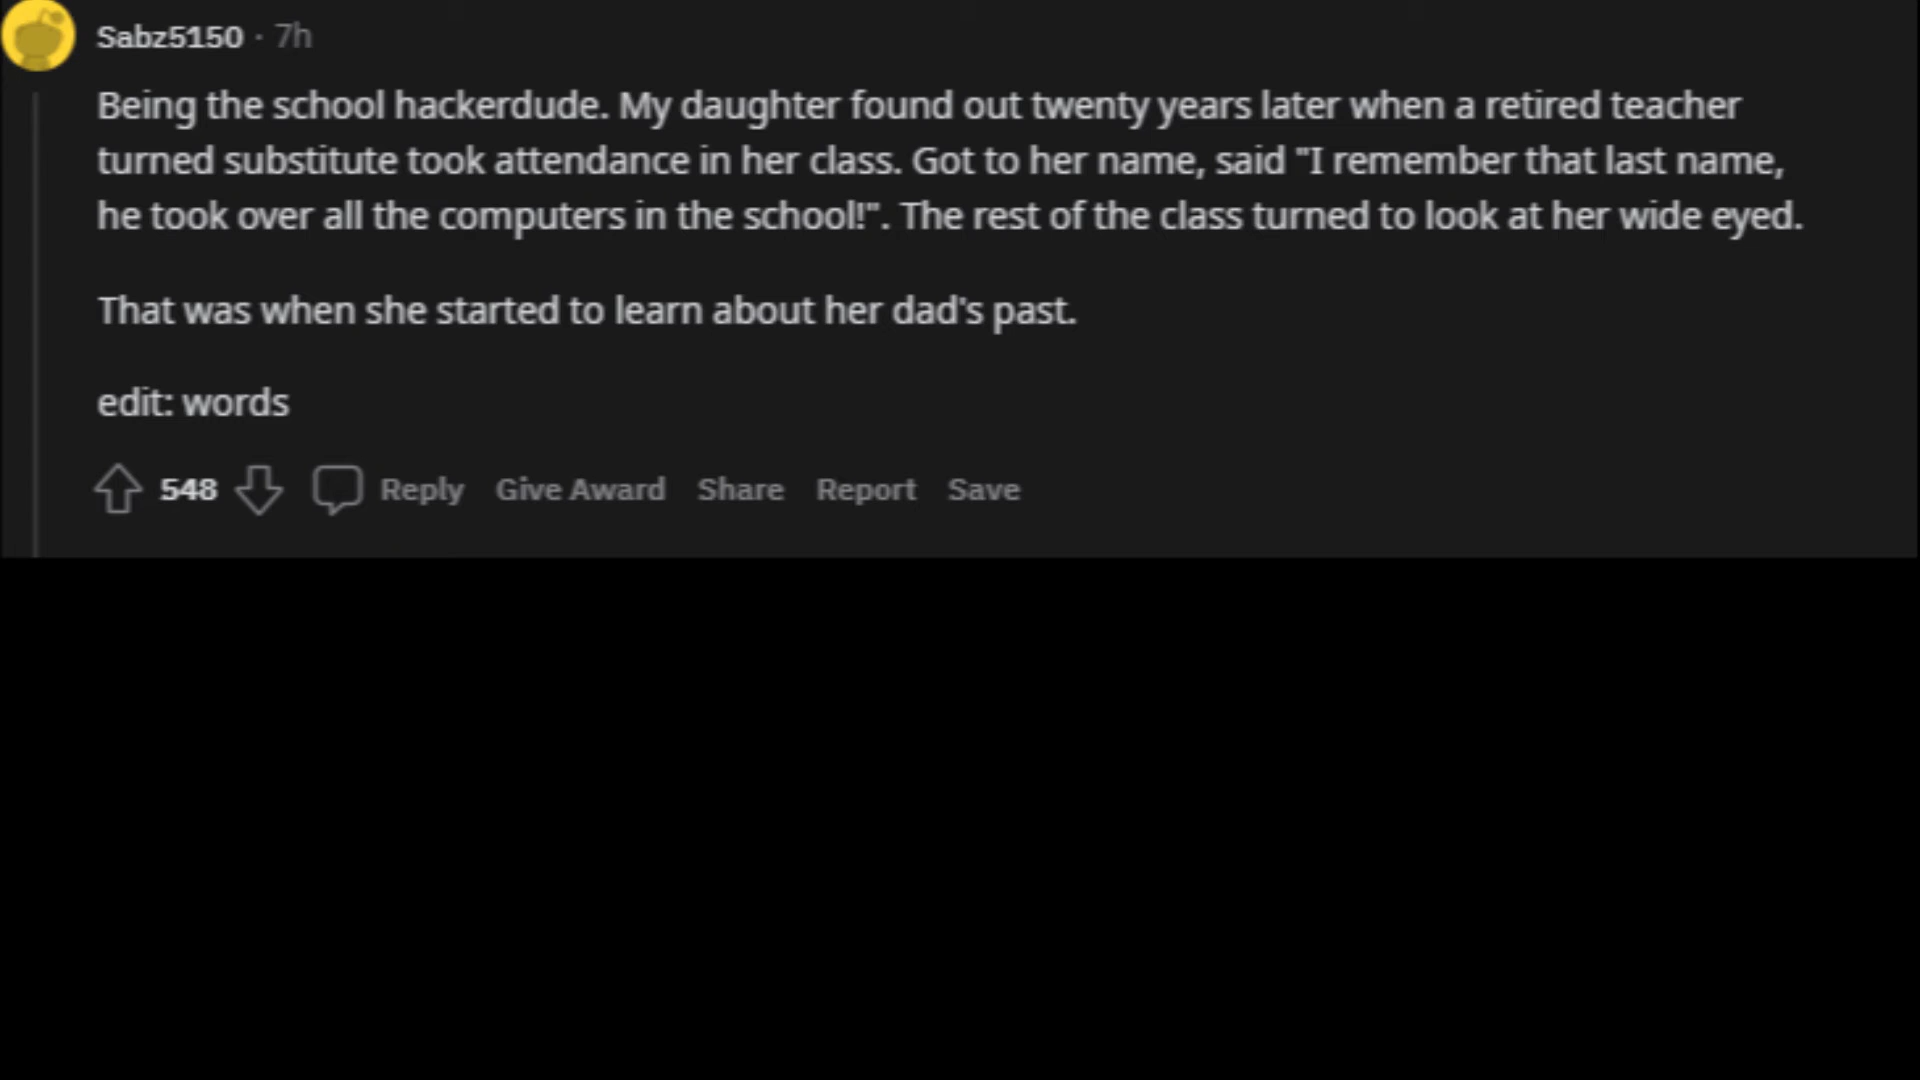 Sabz5150 · 7h
Being the school hackerdude. My daughter found out twenty years later when a retired teacher
turned substitute took attendance in her class. Got to her name, said "I remember that last name,
he took over all the computers in the school!". The rest of the class turned to look at her wide eyed.
That was when she started to learn about her dad's past.
edit: words
548 Reply Give Award Share Report Save